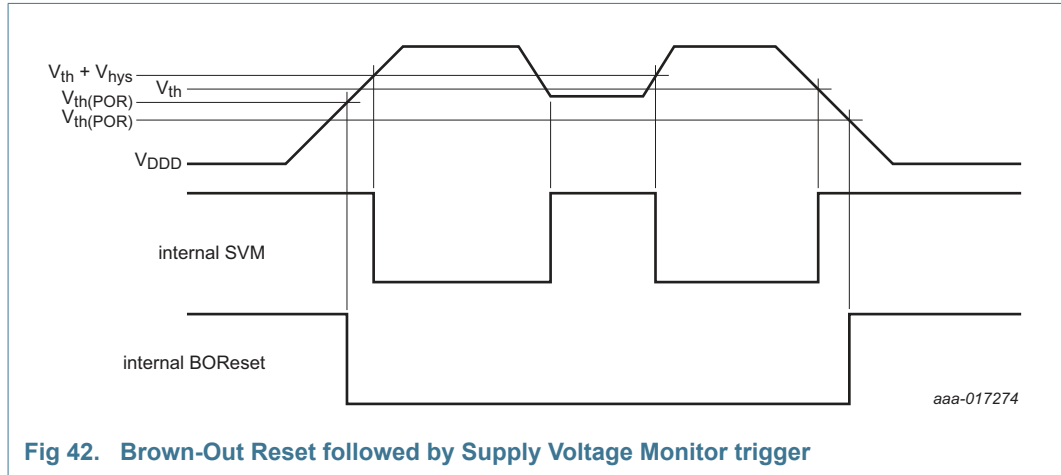 Vth + Vhys
Vth
Vth(POR)
Vth(POR)
VDDD
internal SVM
internal BOReset
aaa-017274
Fig 42. Brown-Out Reset followed by Supply Voltage Monitor trigger